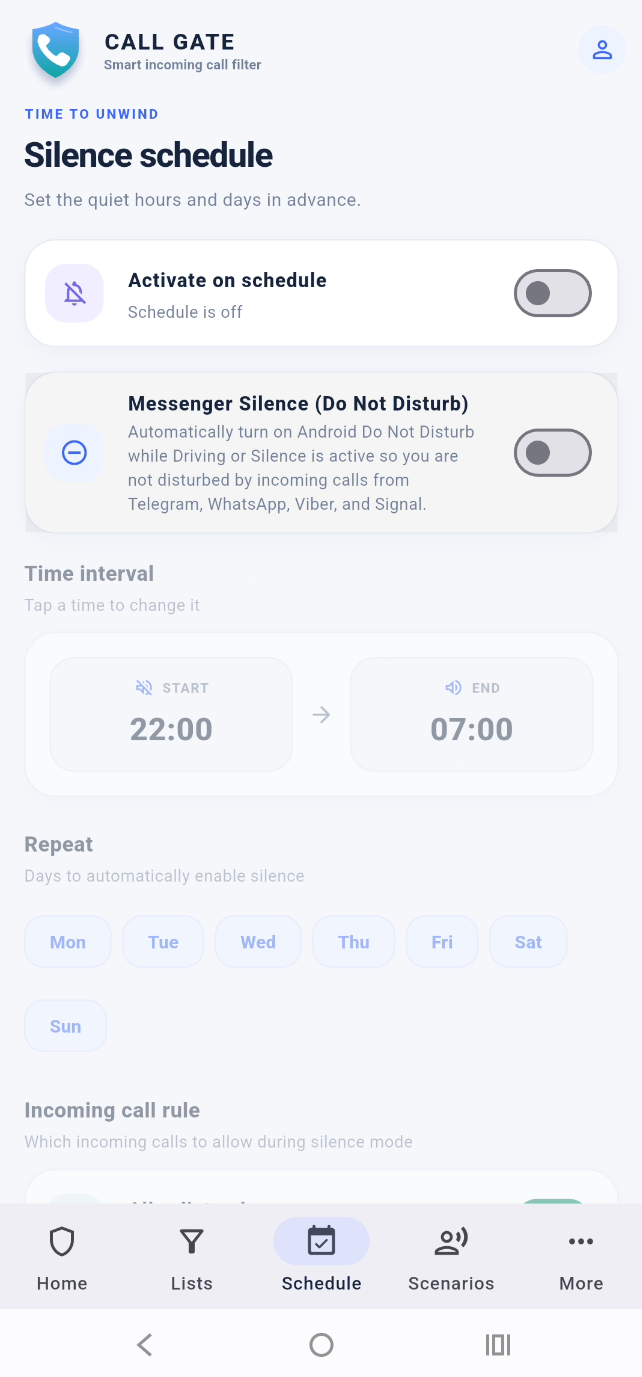 CALL GATE
Smart incoming call filter
TIME TO UNWIND
Silence schedule
Set the quiet hours and days in advance.
Activate on schedule
Schedule is off
Messenger Silence (Do Not Disturb)
Automatically turn on Android Do Not Disturb
while Driving or Silence is active so you are
not disturbed by incoming calls from
Telegram, WhatsApp, Viber, and Signal.
Time interval
Tap a time to change it
START
22:00
END
07:00
Repeat
Days to automatically enable silence
Mon Tue Wed Thu Fri Sat
Sun
Incoming call rule
Which incoming calls to allow during silence mode
Home Lists Schedule Scenarios More